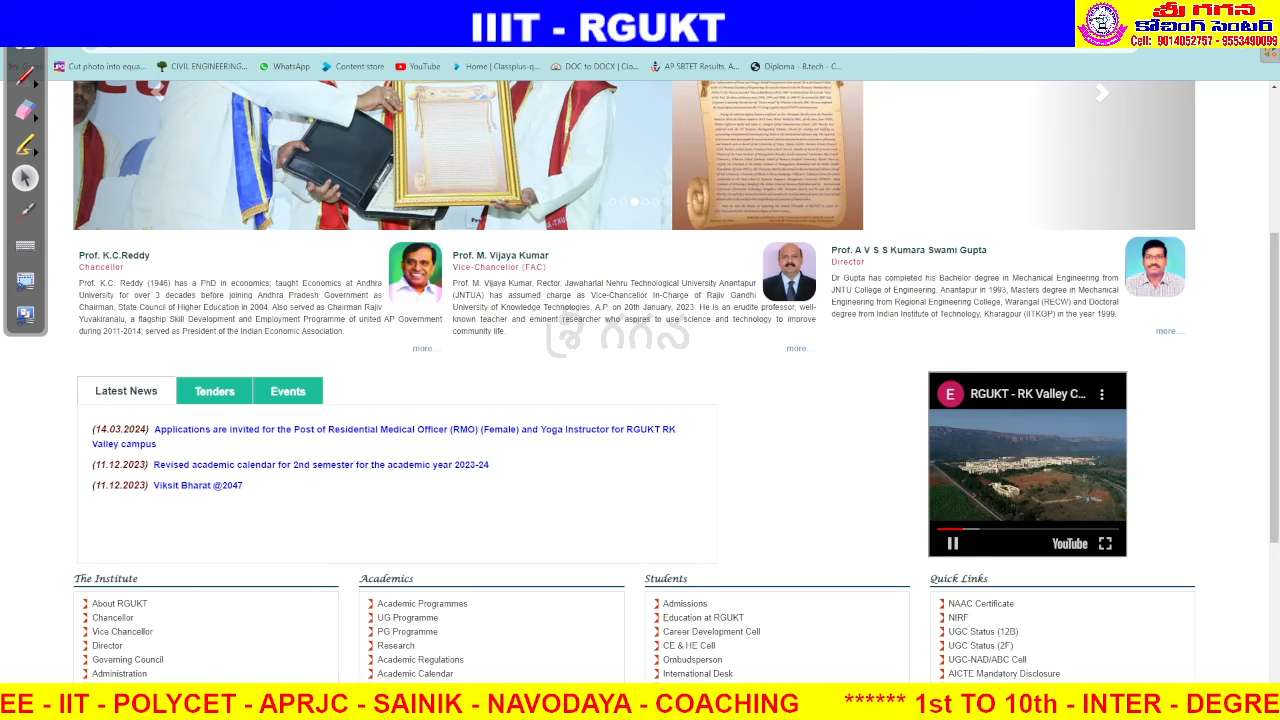 IIIT - RGUKT
శ్రీ గగన
కోచింగ్ సెంటర్
Cell: 9014052757 - 9553490099
Cut photo into equa...
CIVIL ENGINEERING...
WhatsApp
Content store
YouTube
Home | Classplus-q...
DOC to DOCX | Clo...
AP SBTET Results, A...
Diploma - B.tech - C...
Prof. K.C.Reddy
Chancellor
Prof. K.C. Reddy (1946) has a PhD in economics; taught Economics at Andhra
University for over 3 decades before joining Andhra Pradesh Government as
Chairman, State Council of Higher Education in 2004. Also served as Chairman Rajiv
Yuvakiranalu, a flagship Skill Development and Employment Programme of united AP Government
during 2011-2014; served as President of the Indian Economic Association.
more....
Prof. M. Vijaya Kumar
Vice-Chancellor (FAC)
Prof. M. Vijaya Kumar, Rector, Jawaharlal Nehru Technological University Anantapur
(JNTUA) has assumed charge as Vice-Chancellor In-Charge of Rajiv Gandhi
University of Knowledge Technologies, A.P. on 20th January, 2023. He is an erudite professor, well-
known teacher and eminent researcher who aspires to use science and technology to improve
community life.
more....
Prof. A V S S Kumara Swami Gupta
Director
Dr Gupta has completed his Bachelor degree in Mechanical Engineering from
JNTU College of Engineering, Anantapur in 1993, Masters degree in Mechanical
Engineering from Regional Engineering College, Warangal (RECW) and Doctoral
degree from Indian Institute of Technology, Kharagpur (IITKGP) in the year 1999.
more....
శ్రీ గగన
Latest News
Tenders
Events
(14.03.2024) Applications are invited for the Post of Residential Medical Officer (RMO) (Female) and Yoga Instructor for RGUKT RK
Valley campus
(11.12.2023) Revised academic calendar for 2nd semester for the academic year 2023-24
(11.12.2023) Viksit Bharat @2047
E
RGUKT - RK Valley C...
YouTube
The Institute
About RGUKT
Chancellor
Vice Chancellor
Director
Governing Council
Administration
Academics
Academic Programmes
UG Programme
PG Programme
Research
Academic Regulations
Academic Calendar
Students
Admissions
Education at RGUKT
Career Development Cell
CE & HE Cell
Ombudsperson
International Desk
Quick Links
NAAC Certificate
NIRF
UGC Status (12B)
UGC Status (2F)
UGC-NAD/ABC Cell
AICTE Mandatory Disclosure
EE - IIT - POLYCET - APRJC - SAINIK - NAVODAYA - COACHING ****** 1st TO 10th - INTER - DEGRE